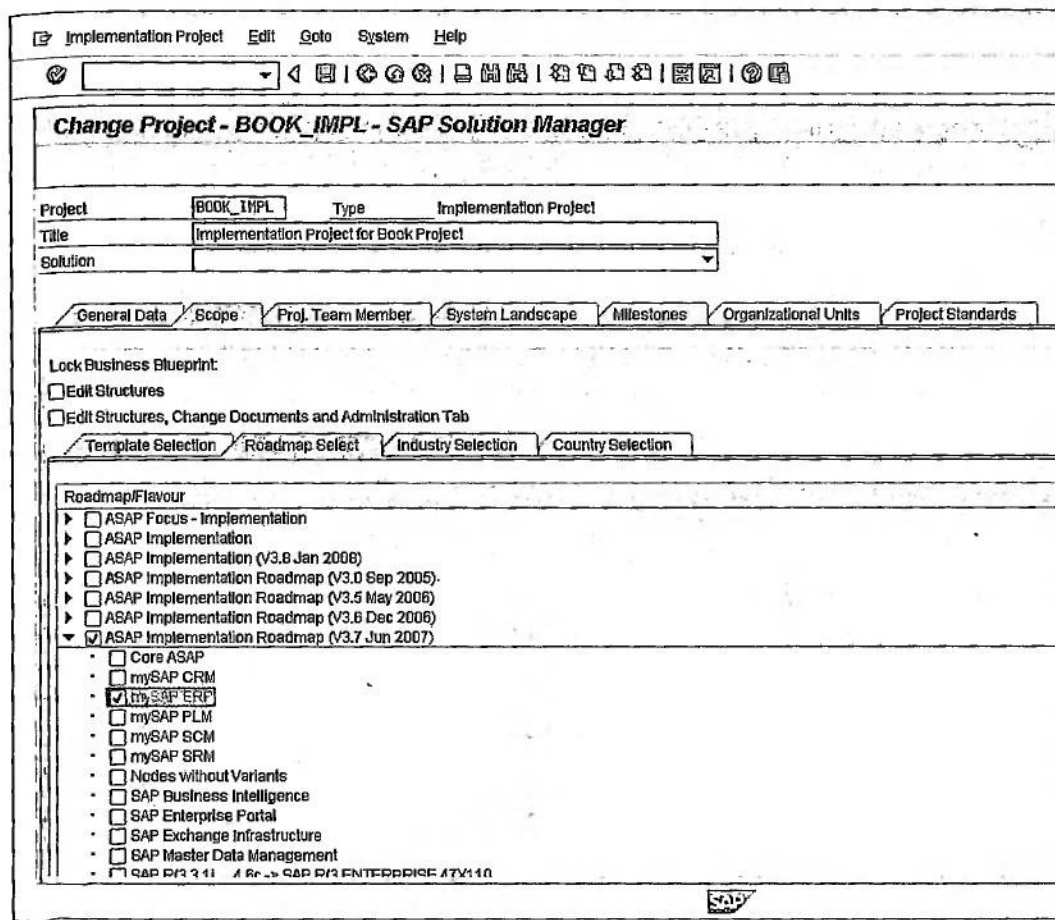 Implementation Project Edit Goto System Help
Change Project - BOOK_IMPL - SAP Solution Manager
Project BOOK_IMPL Type Implementation Project
Title Implementation Project for Book Project
Solution
General Data Scope Proj. Team Member System Landscape Milestones Organizational Units Project Standards
Lock Business Blueprint:
Edit Structures
Edit Structures, Change Documents and Administration Tab
Template Selection Roadmap Select Industry Selection Country Selection
Roadmap/Flavour
ASAP Focus - Implementation
ASAP Implementation
ASAP Implementation (V3.8 Jan 2008)
ASAP Implementation Roadmap (V3.0 Sep 2005)
ASAP Implementation Roadmap (V3.5 May 2006)
ASAP Implementation Roadmap (V3.6 Dec 2006)
ASAP Implementation Roadmap (V3.7 Jun 2007)
Core ASAP
mySAP CRM
mySAP ERP
mySAP PLM
mySAP SCM
mySAP SRM
Nodes without Variants
SAP Business Intelligence
SAP Enterprise Portal
SAP Exchange Infrastructure
SAP Master Data Management
SAP R/3 ENTERPRISE
SAP